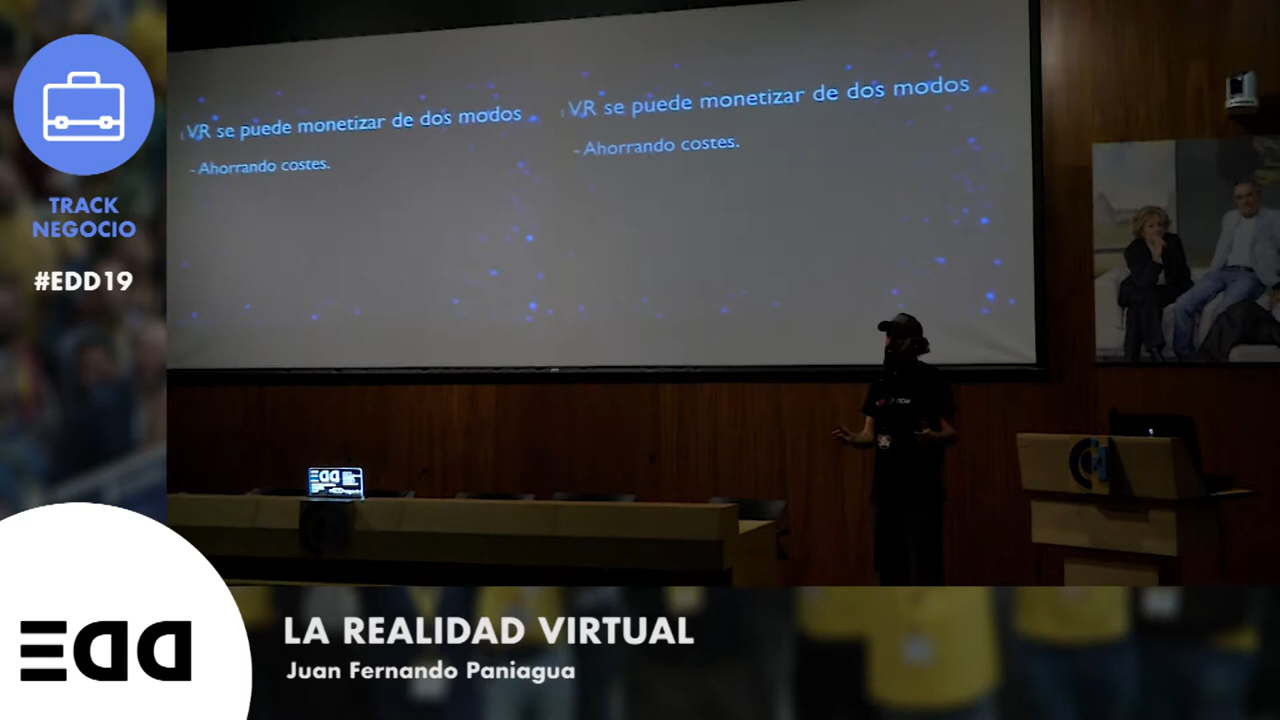 TRACK
NEGOCIO
#EDD19
VR se puede monetizar de dos modos
- Ahorrando costes.
VR se puede monetizar de dos modos
- Ahorrando costes.
EDD
EDD
LA REALIDAD VIRTUAL
Juan Fernando Paniagua